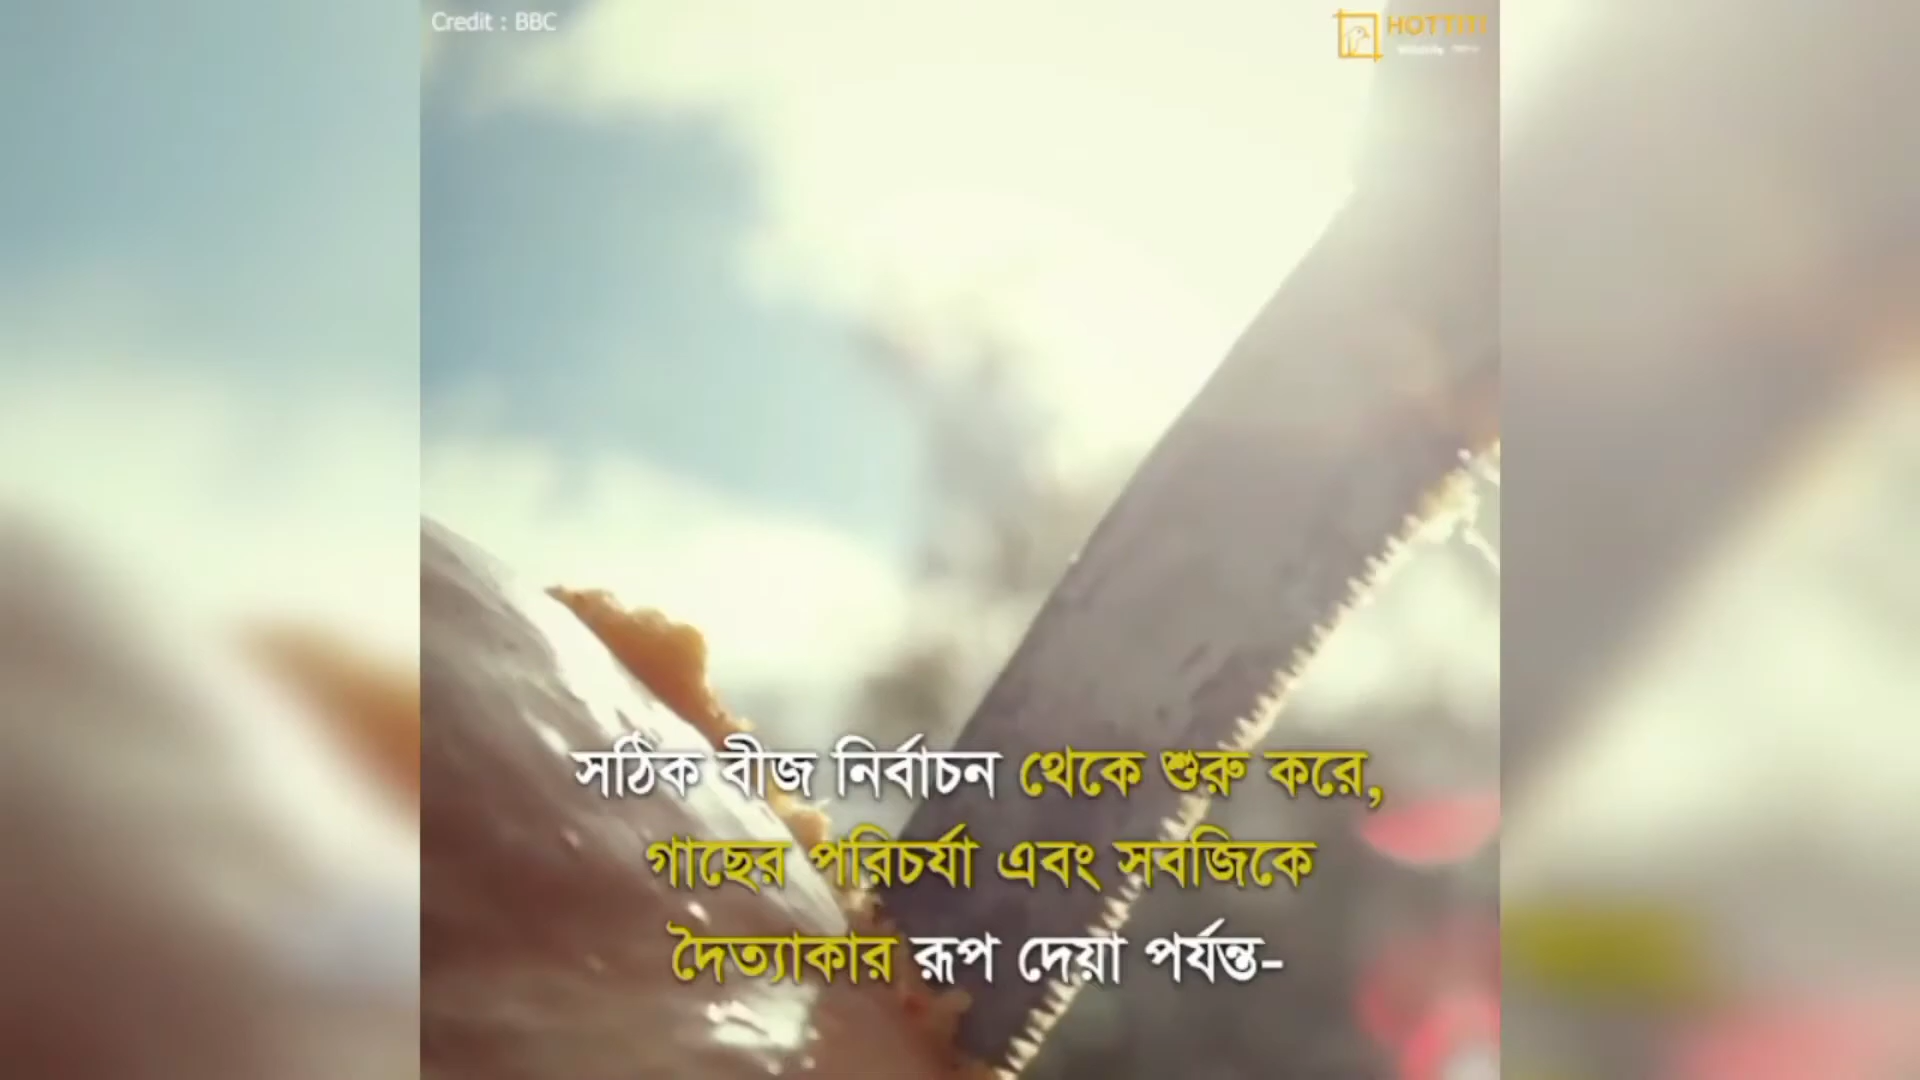 Credit : BBC
HOTTITI
সঠিক বীজ নির্বাচন থেকে শুরু করে,
গাছের পরিচর্যা এবং সবজিকে
দৈত্যাকার রূপ দেয়া পর্যন্ত-